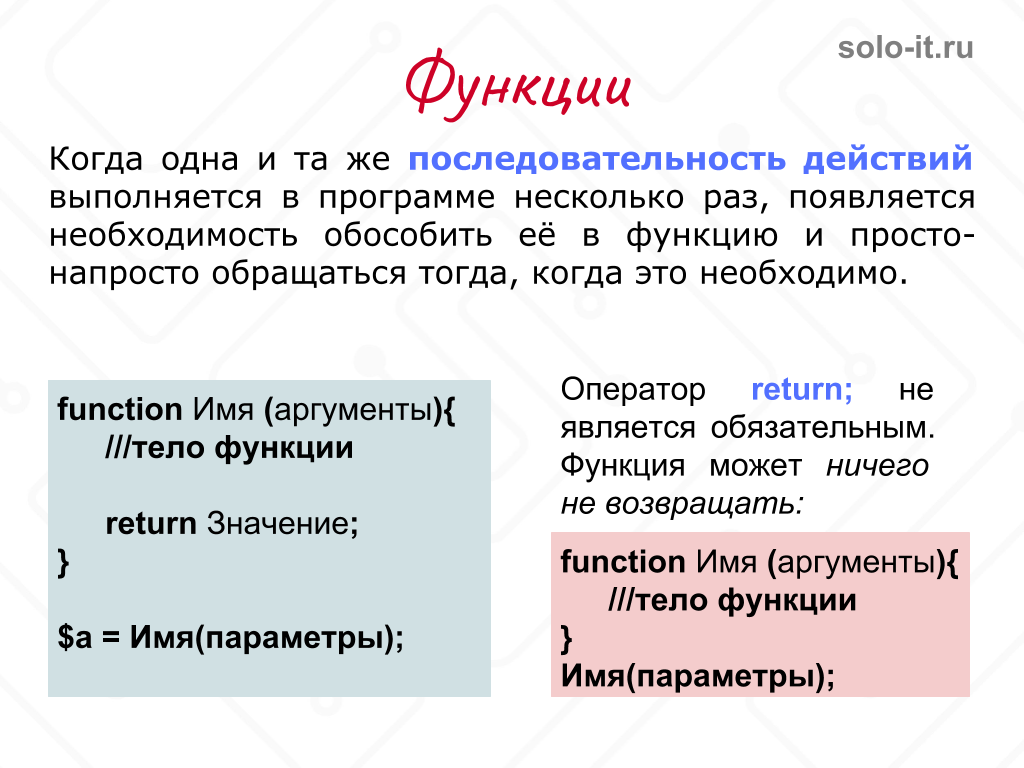 solo-it.ru
Функции
Когда одна и та же последовательность действий
выполняется в программе несколько раз, появляется
необходимость обособить её в функцию и просто-
напросто обращаться тогда, когда это необходимо.
function Имя (аргументы){
///тело функции
return Значение;
}
$a = Имя(параметры);
Оператор return; не
является обязательным.
Функция может ничего
не возвращать:
function Имя (аргументы){
///тело функции
}
Имя(параметры);